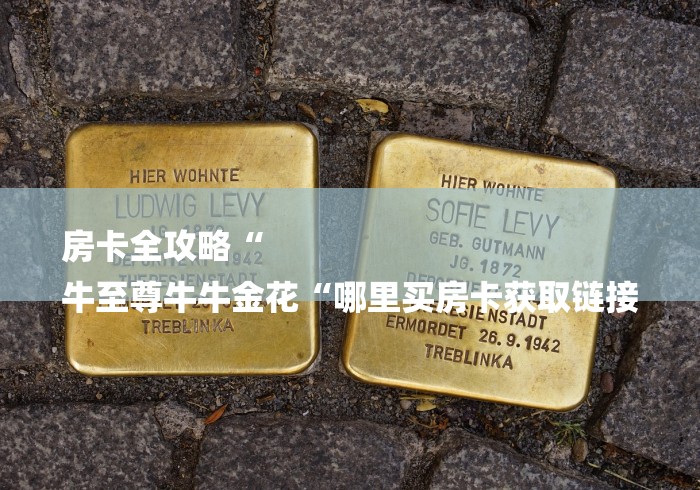 HIER WOHNTE
LUDWIG LEVY
TREBLINKA
HIER WOHNTE
SOFIE LEVY
GEB. GUTMANN
JG. 1872
ERMORDET 26.9.1942
TREBLINKA
房卡全攻略“
牛至尊牛牛金花“哪里买房卡获取链接